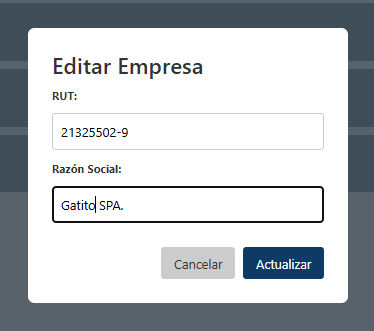 Editar Empresa
RUT:
21325502-9
Razón Social:
Gatito SPA.
Cancelar
Actualizar